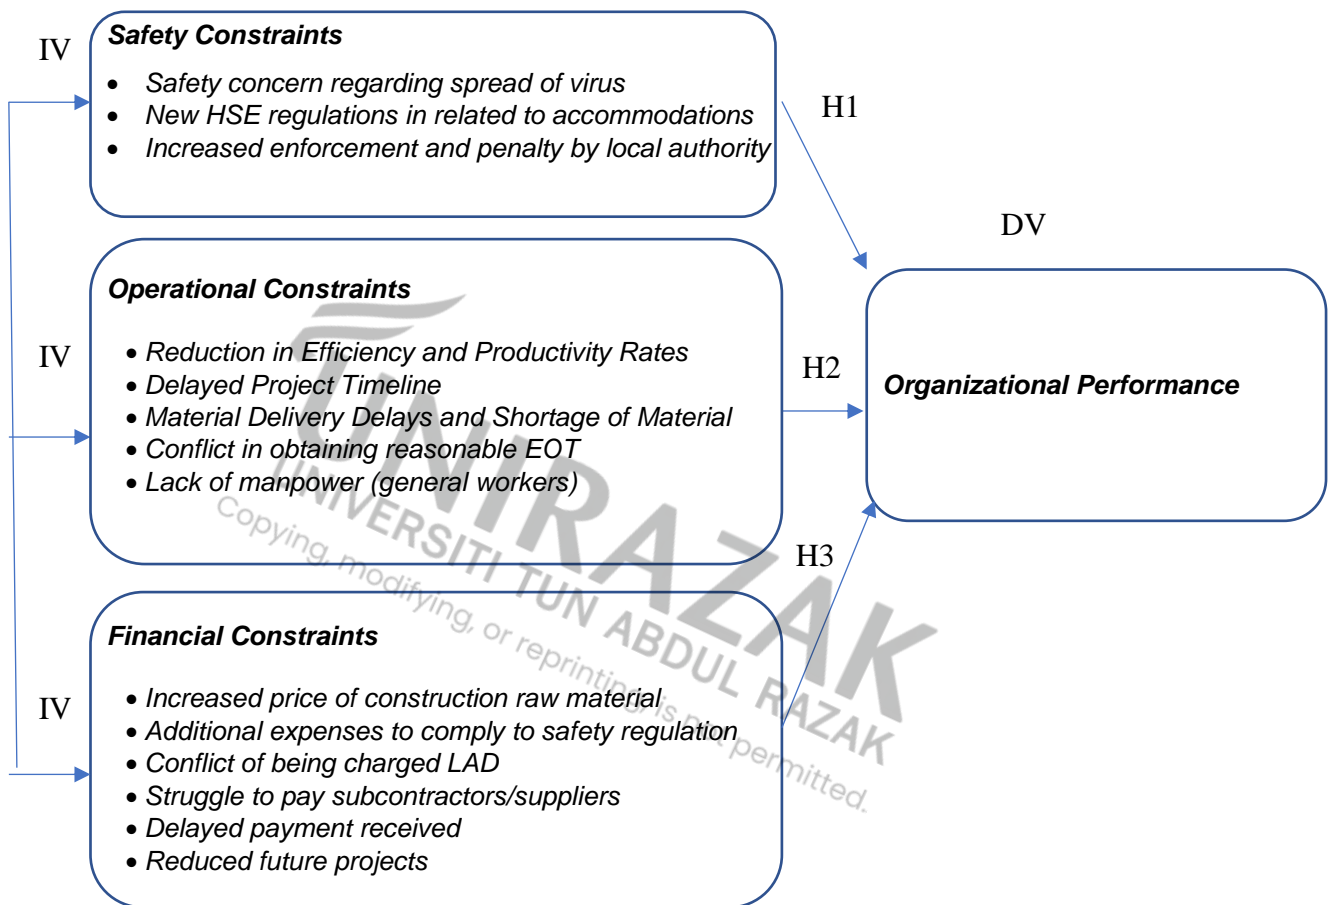 IV
Safety Constraints
• Safety concern regarding spread of virus
• New HSE regulations in related to accommodations
• Increased enforcement and penalty by local authority
H1
DV
IV
Operational Constraints
• Reduction in Efficiency and Productivity Rates
• Delayed Project Timeline
• Material Delivery Delays and Shortage of Material
• Conflict in obtaining reasonable EOT
• Lack of manpower (general workers)
H2
Organizational Performance
H3
IV
Financial Constraints
• Increased price of construction raw material
• Additional expenses to comply to safety regulation
• Conflict of being charged LAD
• Struggle to pay subcontractors/suppliers
• Delayed payment received
• Reduced future projects
UNIRAZAK
UNIVERSITI TUN ABDUL RAZAK
Copying, modifying, or reprinting, is not permitted.